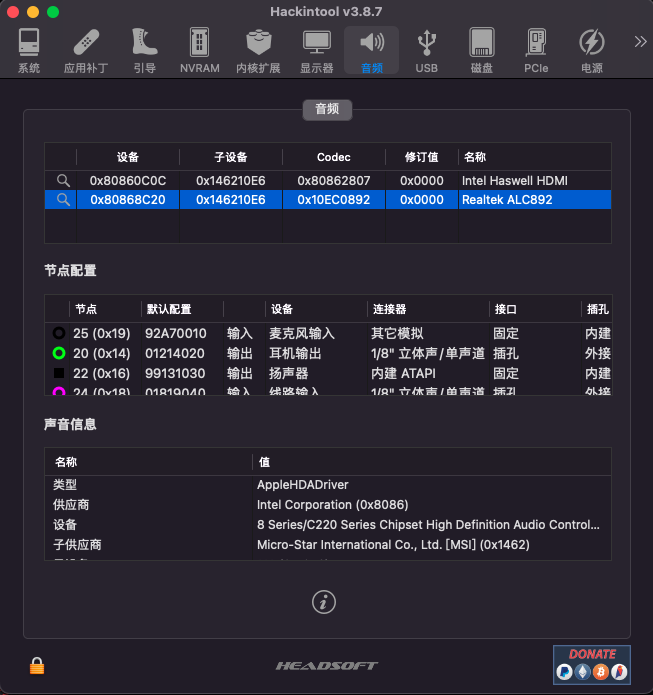 Hackintool v3.8.7
系统 应用补丁 引导 NVRAM 内核扩展 显示器 音频 USB 磁盘 PCIe 电源
音频
设备 子设备 Codec 修订值 名称
0x80860C0C 0x146210E6 0x80862807 0x0000 Intel Haswell HDMI
0x80868C20 0x146210E6 0x10EC0892 0x0000 Realtek ALC892
节点配置
节点 默认配置 设备 连接器 接口 插孔
25 (0x19) 92A70010 输入 麦克风输入 其它模拟 固定 内建
20 (0x14) 01214020 输出 耳机输出 1/8" 立体声/单声道 插孔 外接
22 (0x16) 99131030 输出 扬声器 内建 ATAPI 固定 内建
24 (0x18) 01819040 输入 线路输入 1/8" 立体声/单声道 插孔 外接
声音信息
名称 值
类型 AppleHDADriver
供应商 Intel Corporation (0x8086)
设备 8 Series/C220 Series Chipset High Definition Audio Control...
子供应商 Micro-Star International Co., Ltd. [MSI] (0x1462)
HEADSOFT
DONATE